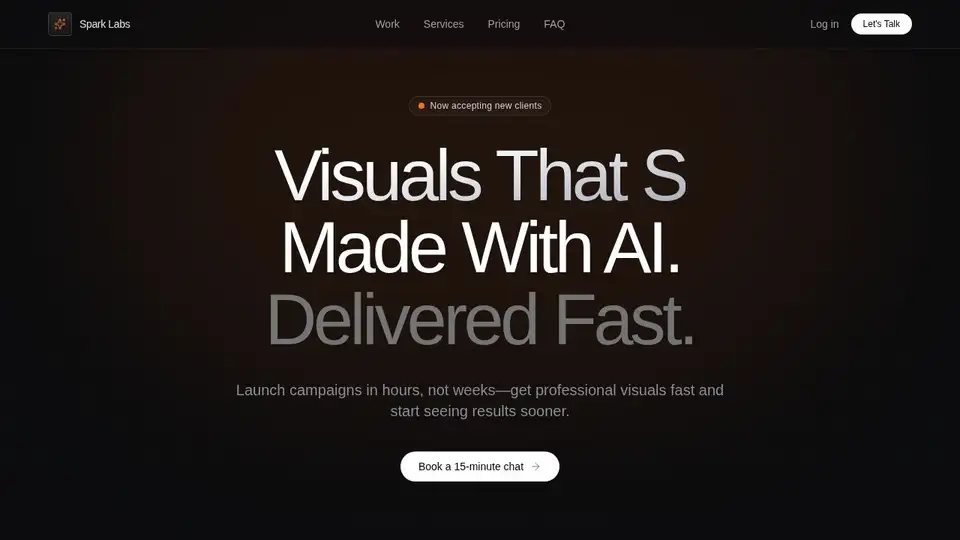 Spark Labs
Work
Services
Pricing
FAQ
Log in
Let's Talk
Now accepting new clients
Visuals That S
Made With AI.
Delivered Fast.
Launch campaigns in hours, not weeks—get professional visuals fast and
start seeing results sooner.
Book a 15-minute chat